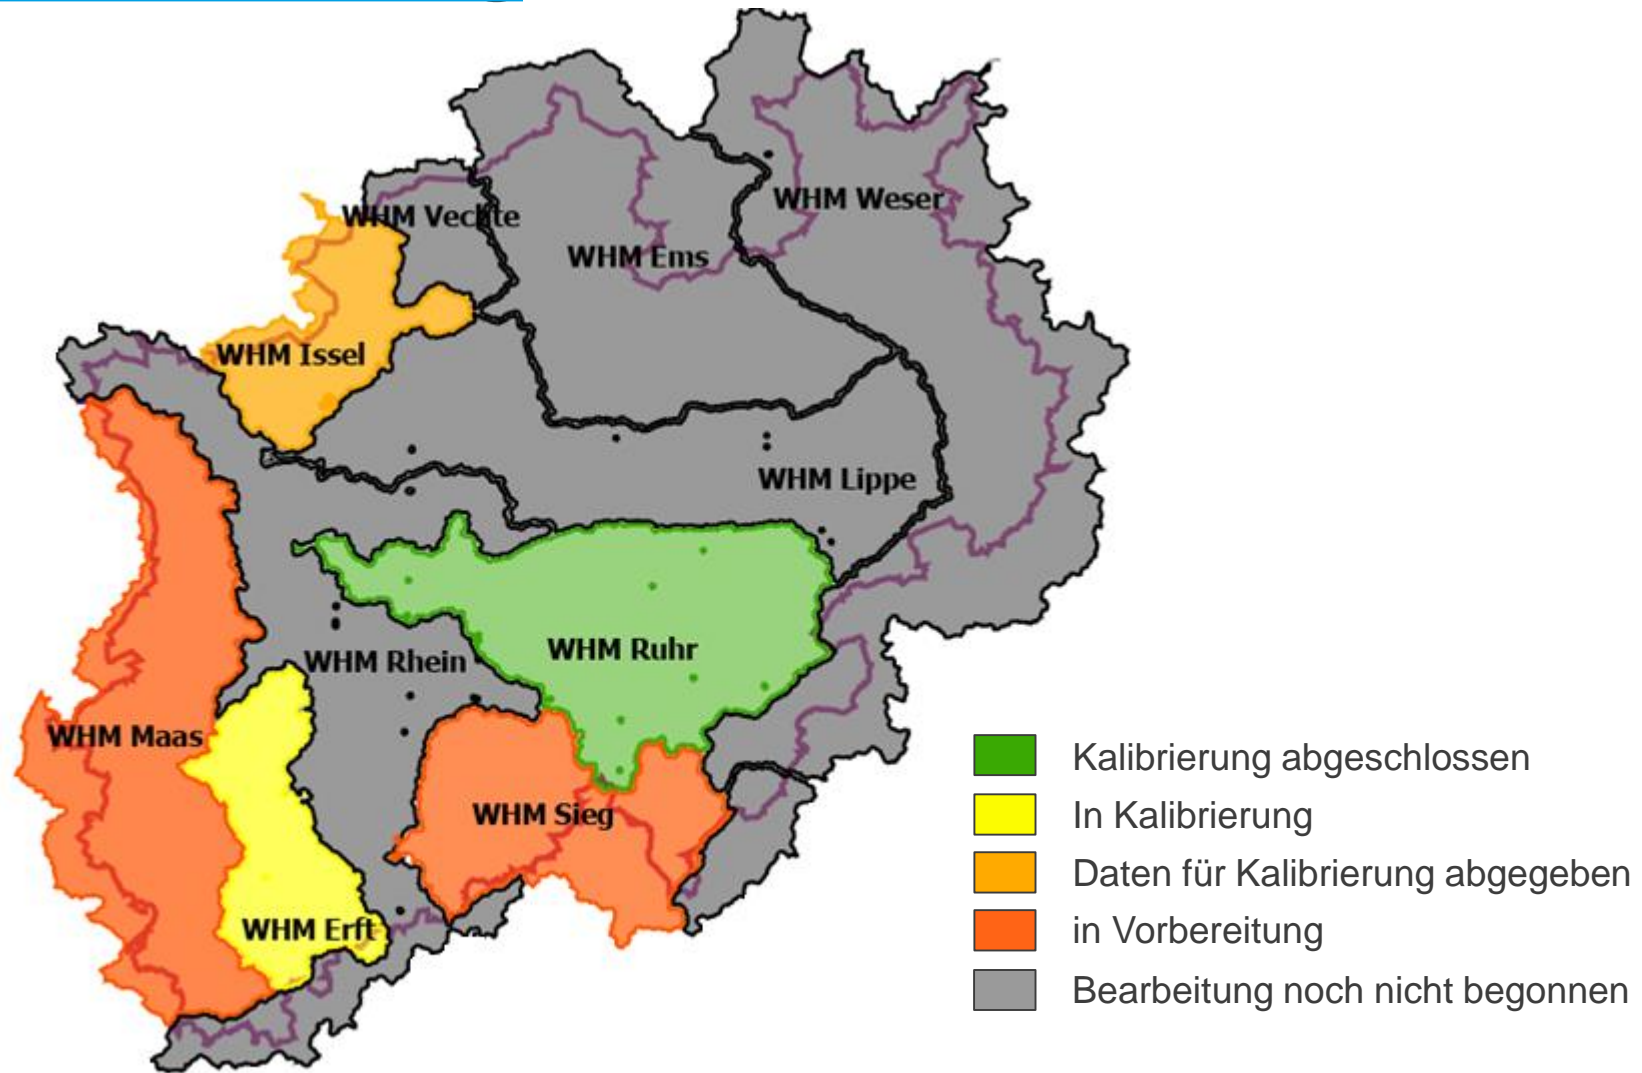 WHM Weser
WHM Vechte
WHM Ems
WHM Issel
WHM Lippe
WHM Ruhr
WHM Rhein
WHM Maas
WHM Sieg
WHM Erft
Kalibrierung abgeschlossen
In Kalibrierung
Daten für Kalibrierung abgegeben
in Vorbereitung
Bearbeitung noch nicht begonnen